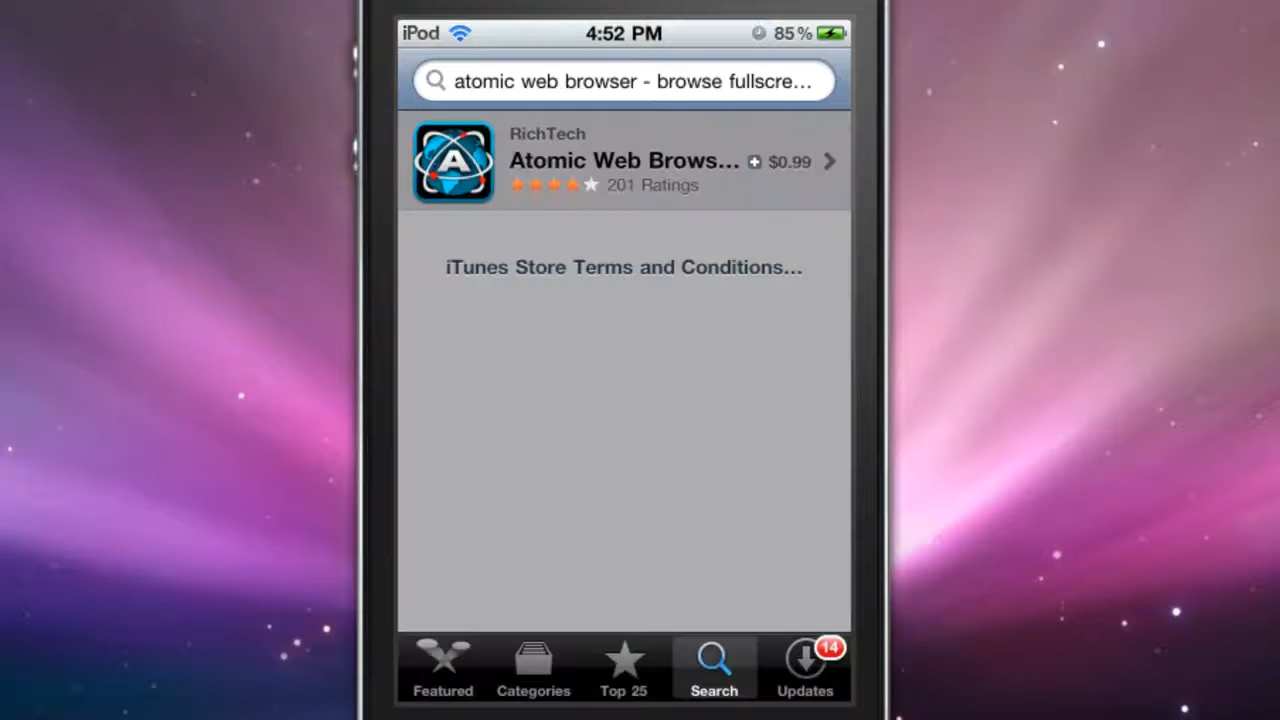 iPod 4:52 PM 85%
atomic web browser - browse fullscre...
RichTech
A
Atomic Web Brows... $0.99
201 Ratings
iTunes Store Terms and Conditions...
14
Featured Categories Top 25 Search Updates